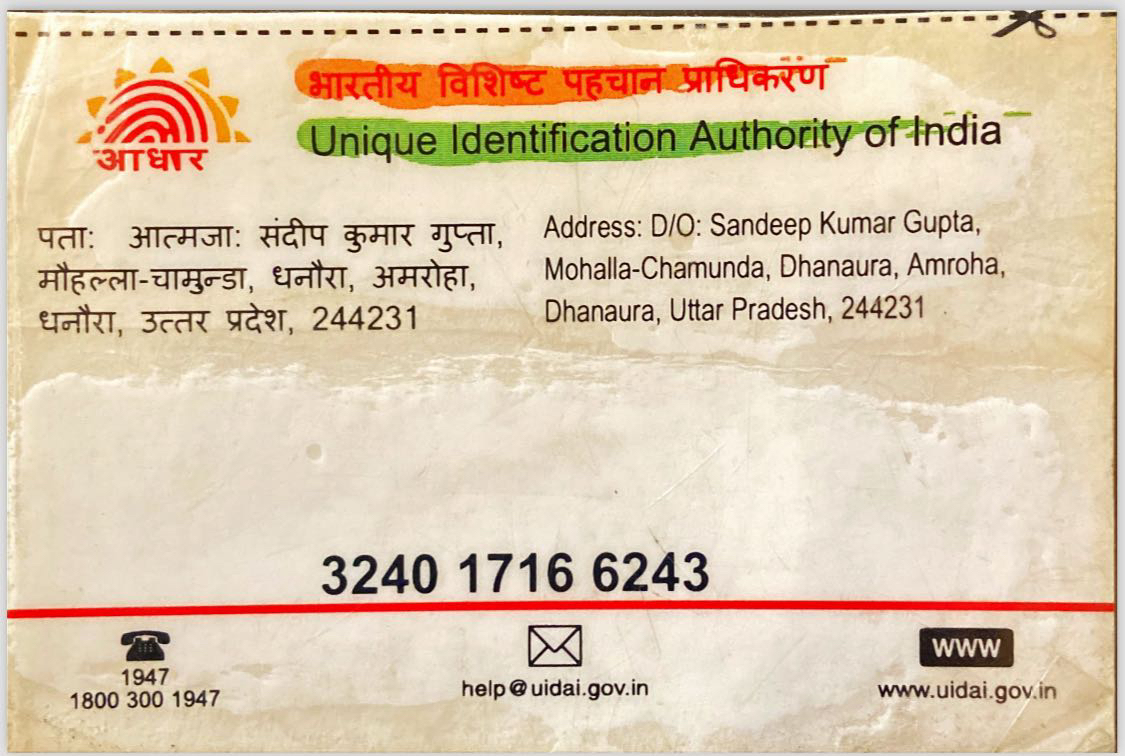 भारतीय विशिष्ट पहचान प्राधिकरण
Unique Identification Authority of India
आधार
पता: आत्मजा: संदीप कुमार गुप्ता,
मौहल्ला-चामुन्डा, धनौरा, अमरोहा,
धनौरा, उत्तर प्रदेश, 244231
Address: D/O: Sandeep Kumar Gupta,
Mohalla-Chamunda, Dhanaura, Amroha,
Dhanaura, Uttar Pradesh, 244231
3240 1716 6243
1947
1800 300 1947
help@uidai.gov.in
www
www.uidai.gov.in